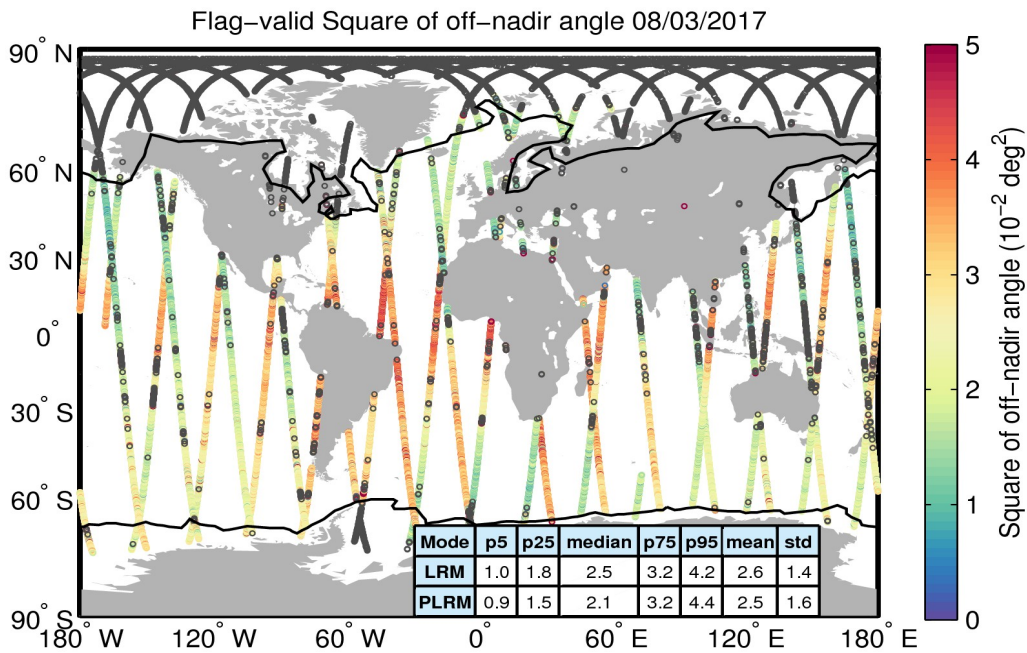 Flag-valid Square of off-nadir angle 08/03/2017
90° N
60° N
30° N
0°
30° S
60° S
90° S
180° W
120° W
60° W
0°
60° E
120° E
180° E
Mode p5 p25 median p75 p95 mean std
LRM 1.0 1.8 2.5 3.2 4.2 2.6 1.4
PLRM 0.9 1.5 2.1 3.2 4.4 2.5 1.6
5
4
3
2
1
0
Square of off-nadir angle (10⁻² deg²)